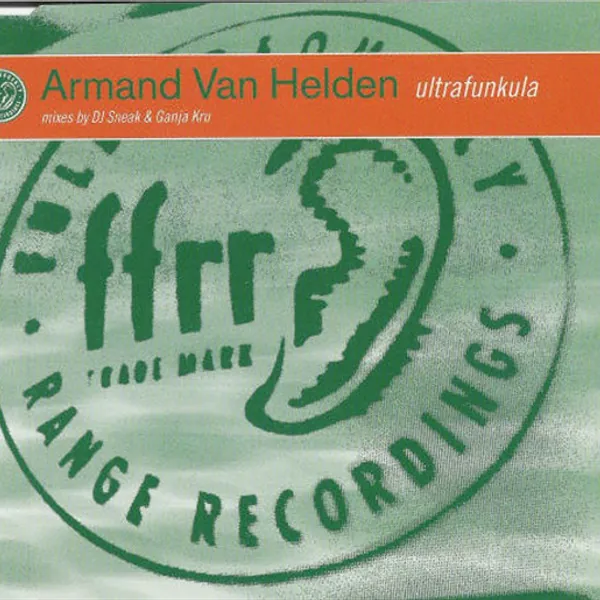 Armand Van Helden ultrafunkula
mixes by DJ Sneak & Ganja Kru
ffrr
TRADE MARK
RANGE RECORDINGS